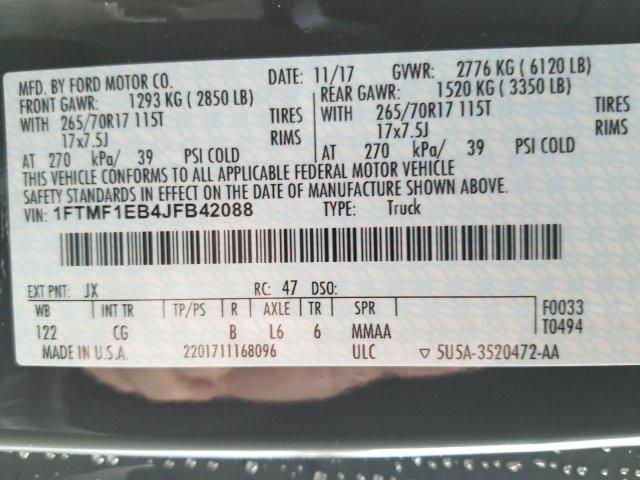 MFD. BY FORD MOTOR CO. DATE: 11/17 GVWR: 2776 KG ( 6120 LB)
FRONT GAWR: 1293 KG ( 2850 LB) REAR GAWR: 1520 KG ( 3350 LB)
WITH 265/70R17 115T TIRES WITH 265/70R17 115T TIRES
17x7.5J RIMS 17x7.5J RIMS
AT 270 kPa/ 39 PSI COLD AT 270 kPa/ 39 PSI COLD
THIS VEHICLE CONFORMS TO ALL APPLICABLE FEDERAL MOTOR VEHICLE
SAFETY STANDARDS IN EFFECT ON THE DATE OF MANUFACTURE SHOWN ABOVE.
VIN: 1FTMF1EB4JFB42088 TYPE: Truck
EXT PNT: JX RC: 47 DSO:
WB INT TR TP/PS R AXLE TR SPR F0033
122 CG B L6 6 MMAA T0494
MADE IN U.S.A. 2201711168096 ULC ▽ 5U5A-3520472-AA